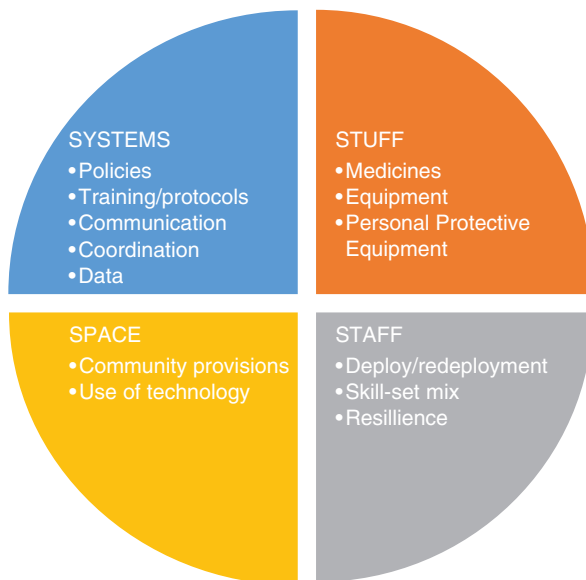 SYSTEMS
•Policies
•Training/protocols
•Communication
•Coordination
•Data
STUFF
•Medicines
•Equipment
•Personal Protective
Equipment
SPACE
•Community provisions
•Use of technology
STAFF
•Deploy/redeployment
•Skill-set mix
•Resillience